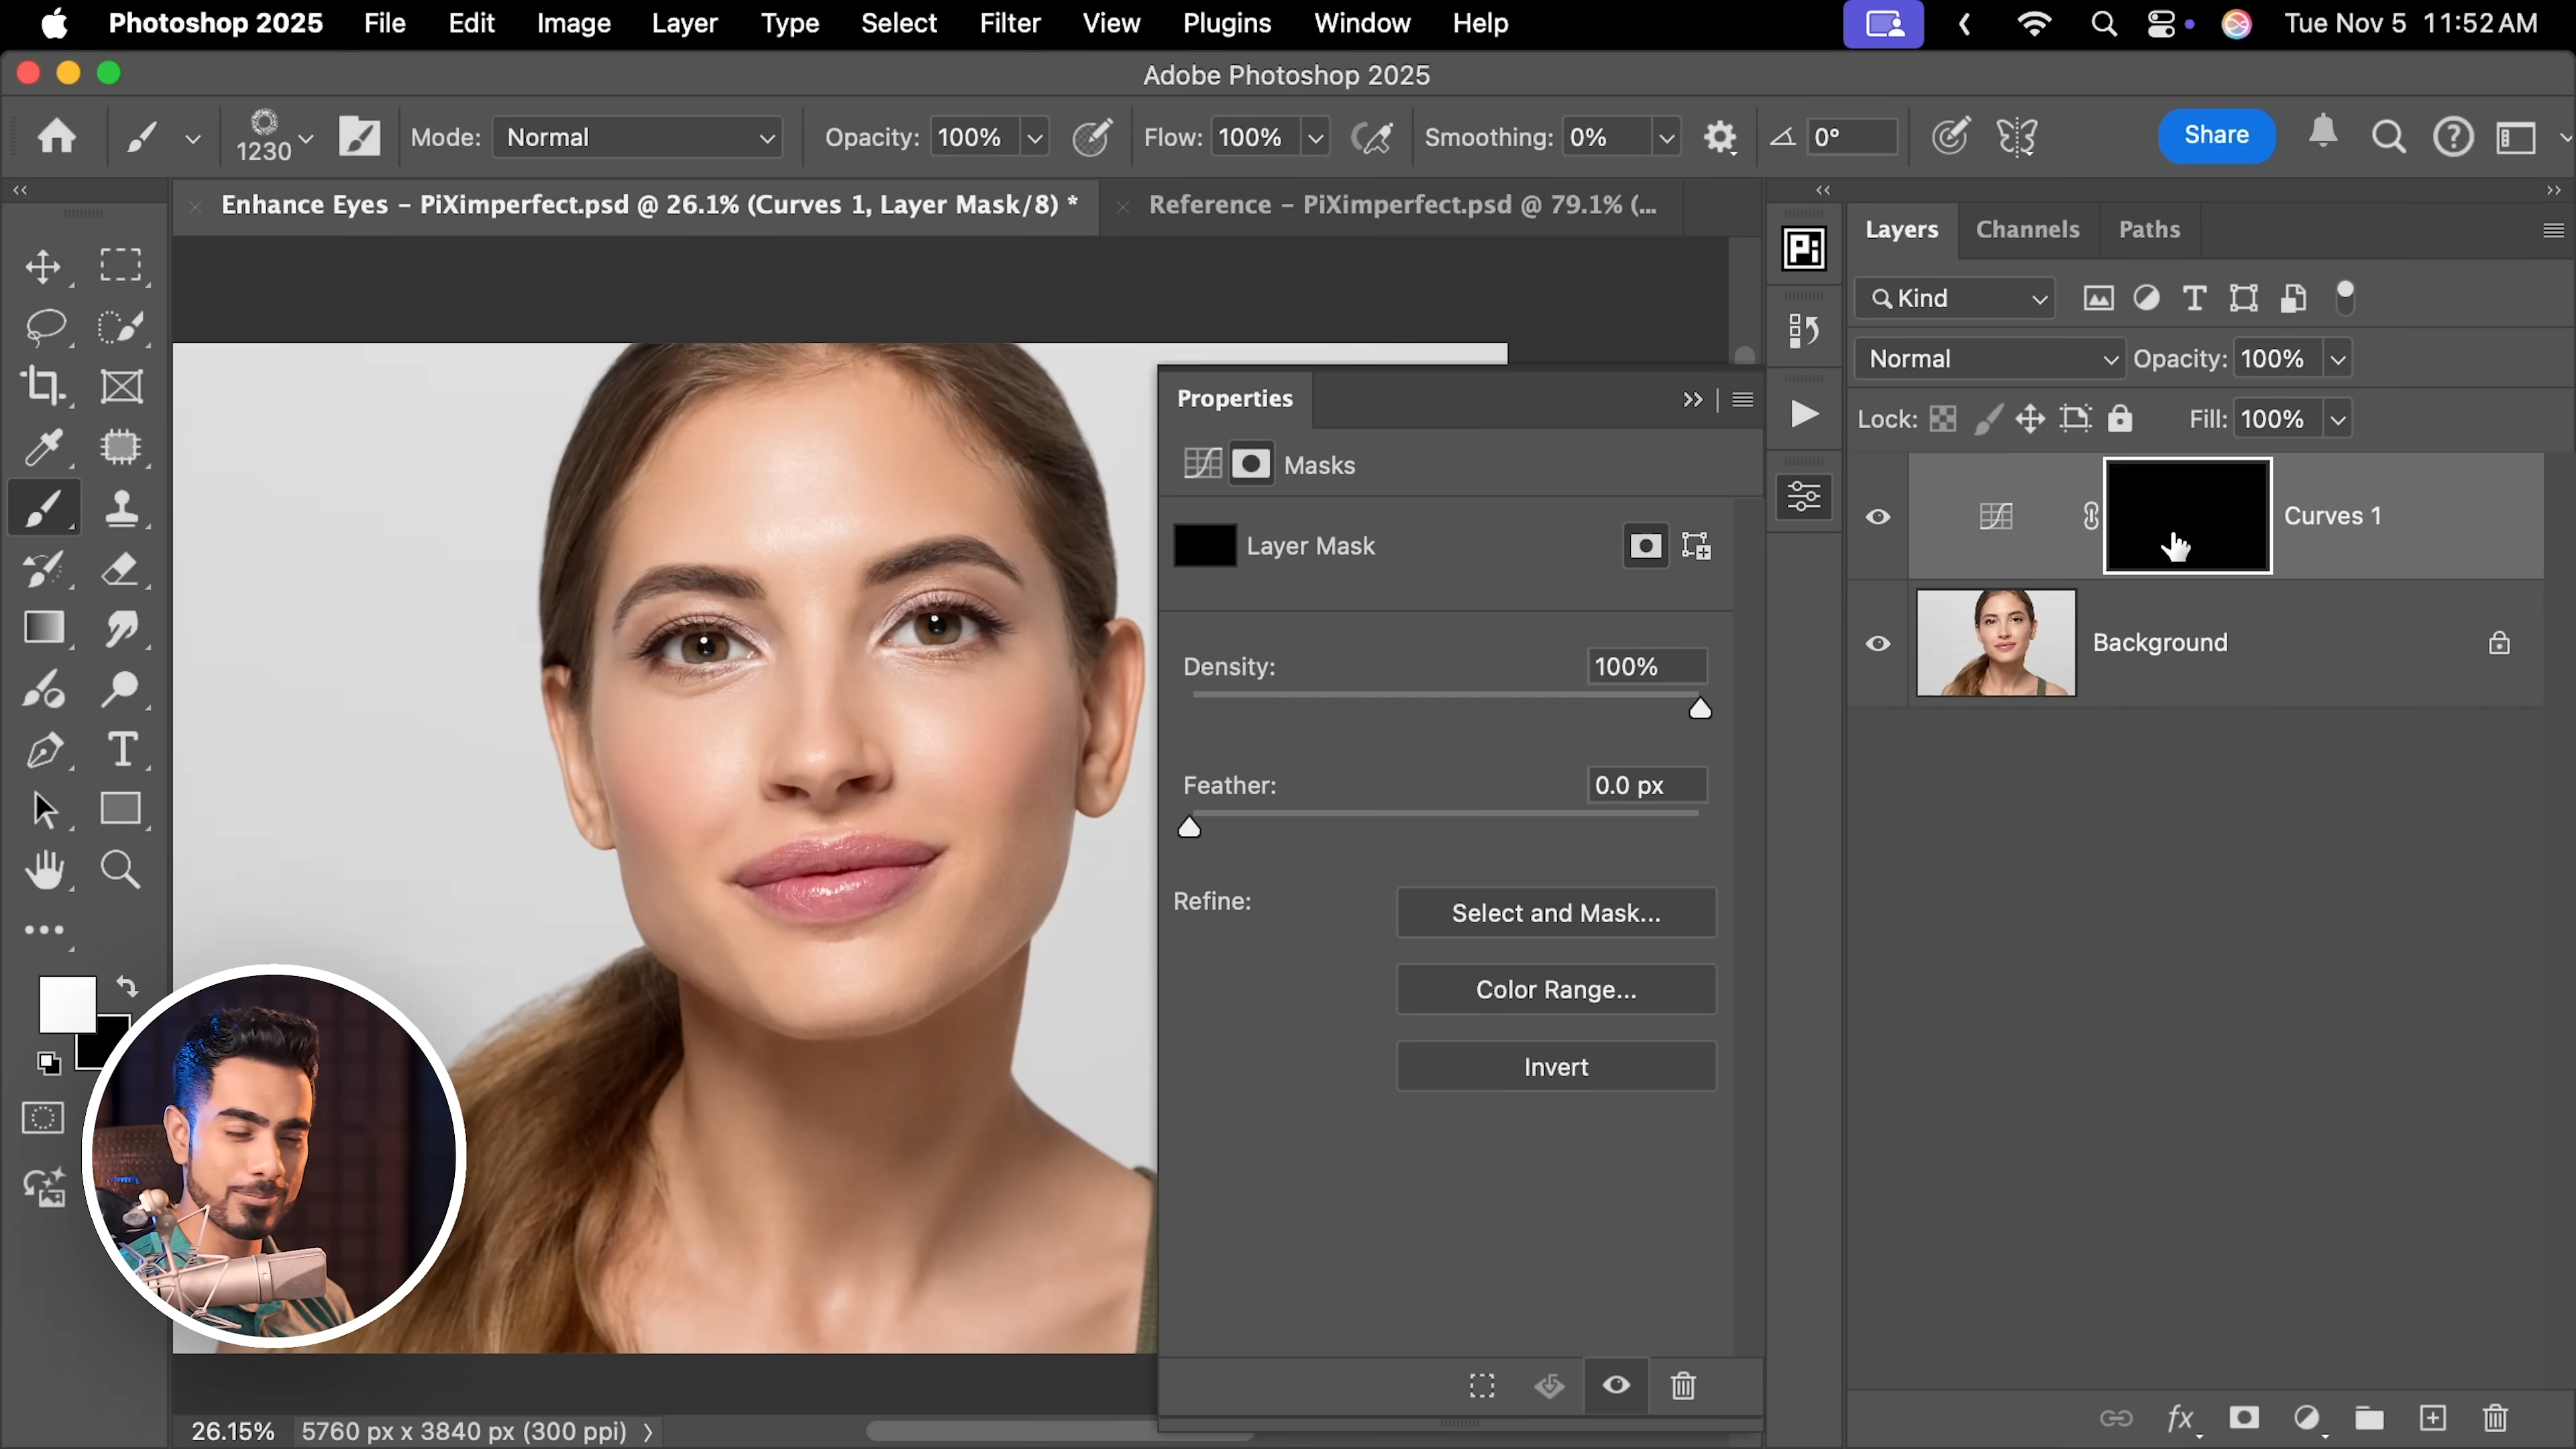 Photoshop 2025 File Edit Image Layer Type Select Filter View Plugins Window Help Tue Nov 5 11:52 AM
Adobe Photoshop 2025
1230 Mode: Normal Opacity: 100% Flow: 100% Smoothing: 0% 0° Share
Enhance Eyes – PiXimperfect.psd @ 26.1% (Curves 1, Layer Mask/8) * Reference – PiXimperfect.psd @ 79.1% (...
Pi
Layers Channels Paths
Kind
Normal Opacity: 100%
Lock: Fill: 100%
Curves 1
Background
Properties
Masks
Layer Mask
Density: 100%
Feather: 0.0 px
Refine: Select and Mask...
Color Range...
Invert
26.15% 5760 px x 3840 px (300 ppi)
fx